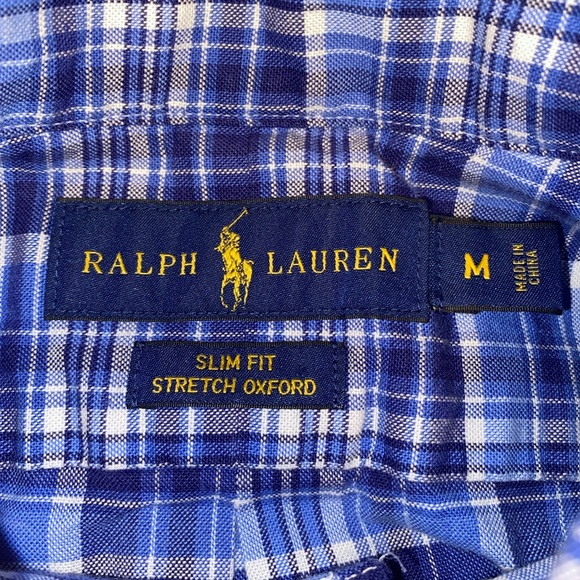 RALPH LAUREN
M
MADE IN
CHINA
SLIM FIT
STRETCH OXFORD